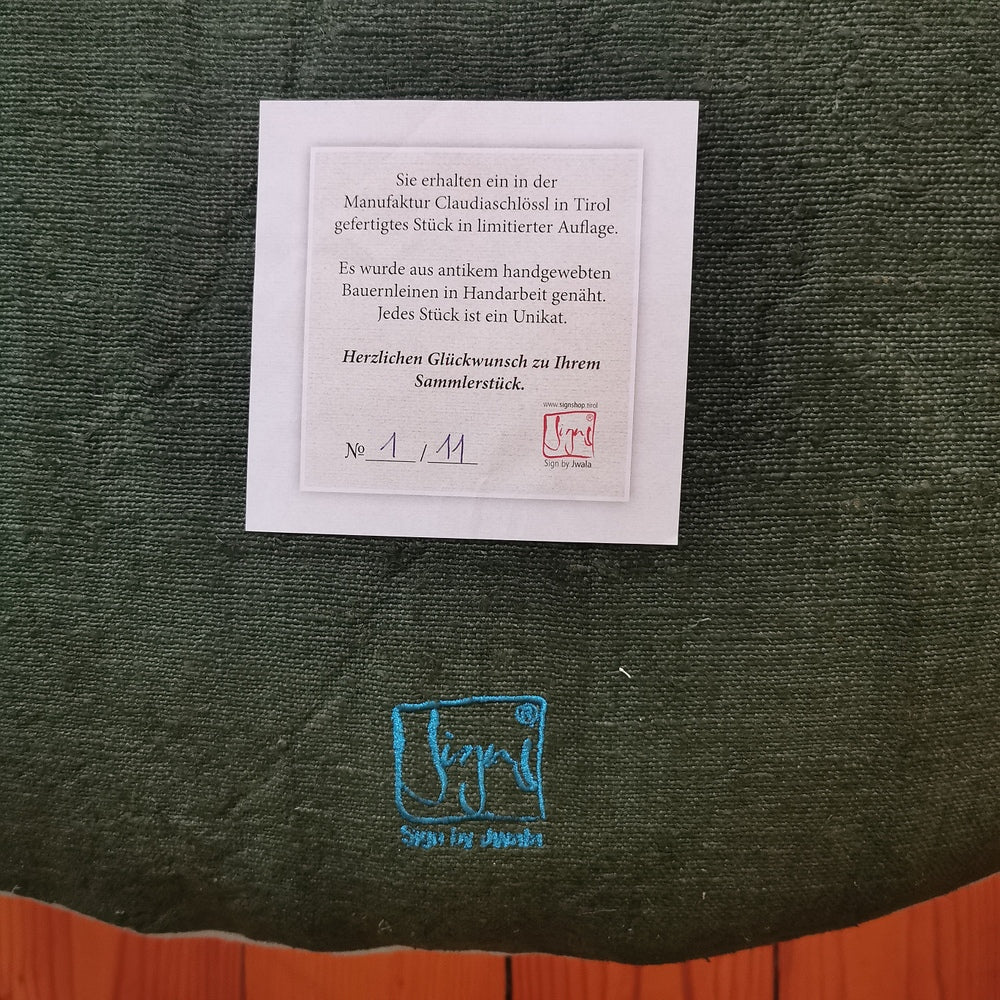 Sie erhalten ein in der
Manufaktur Claudiaschlössl in Tirol
gefertigtes Stück in limitierter Auflage.
Es wurde aus antikem handgewebten
Bauernleinen in Handarbeit genäht.
Jedes Stück ist ein Unikat.
Herzlichen Glückwunsch zu Ihrem
Sammlerstück.
www.signshop.tirol
Signs®
№ 1 / 11
Sign by Jwala
Signs®
Sign by Jwala